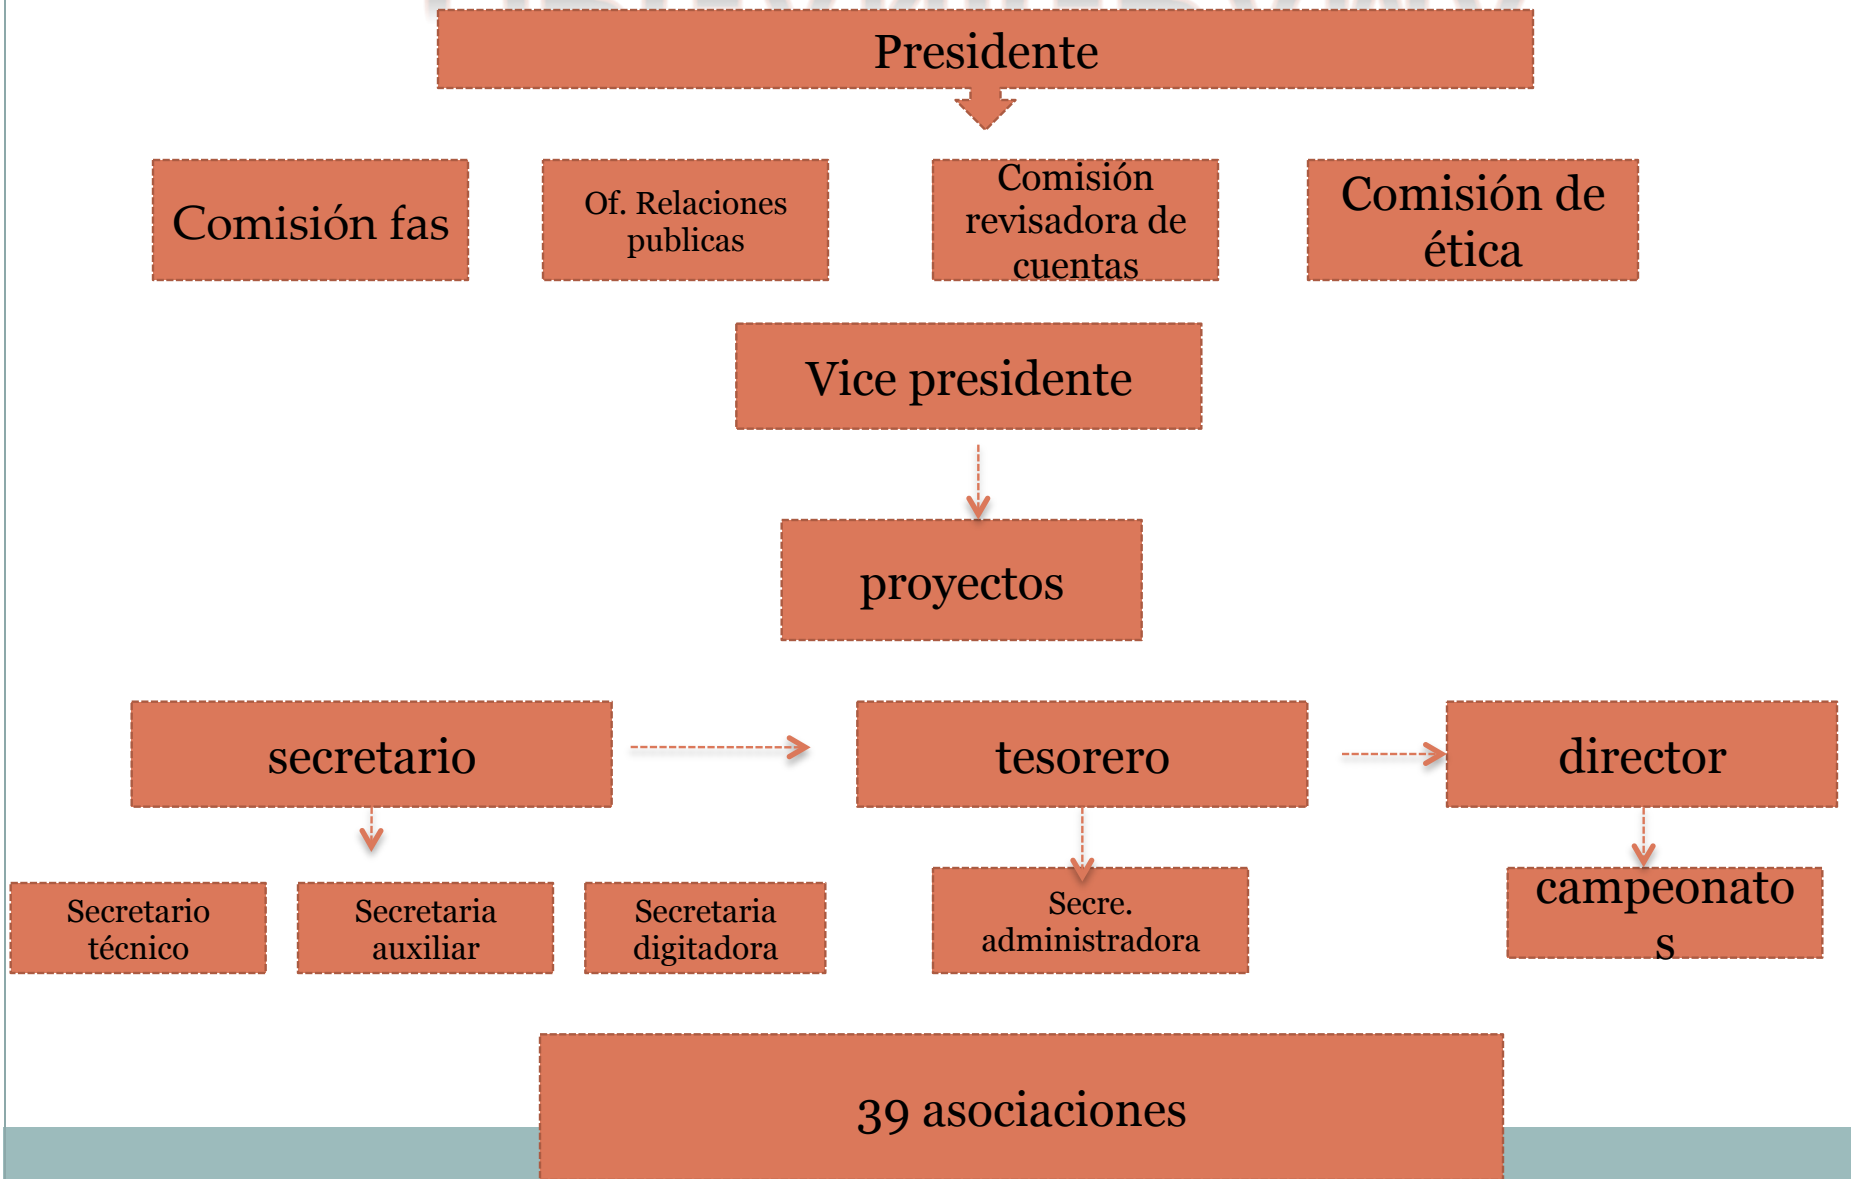 Presidente
Comisión fas
Of. Relaciones
publicas
Comisión
revisadora de
cuentas
Comisión de
ética
Vice presidente
proyectos
secretario
tesorero
director
Secretario
técnico
Secretaria
auxiliar
Secretaria
digitadora
Secre.
administradora
campeonato
s
39 asociaciones